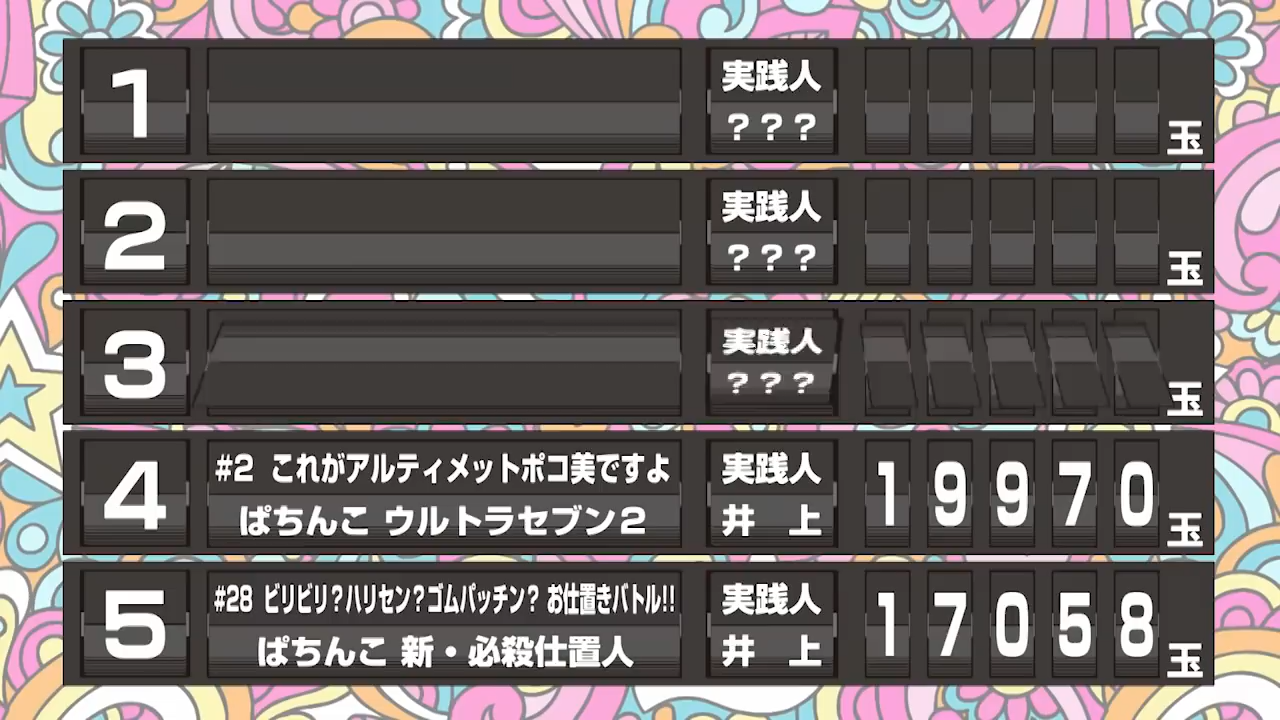 1
実践人
？？？
玉
2
実践人
？？？
玉
3
実践人
？？？
玉
4
#2 これがアルティメットポコ美ですよ
ぱちんこ ウルトラセブン2
実践人
井 上
19970
玉
5
#28 ビリビリ？ハリセン？ゴムパッチン？ お仕置きバトル!!
ぱちんこ 新・必殺仕置人
実践人
井 上
17058
玉